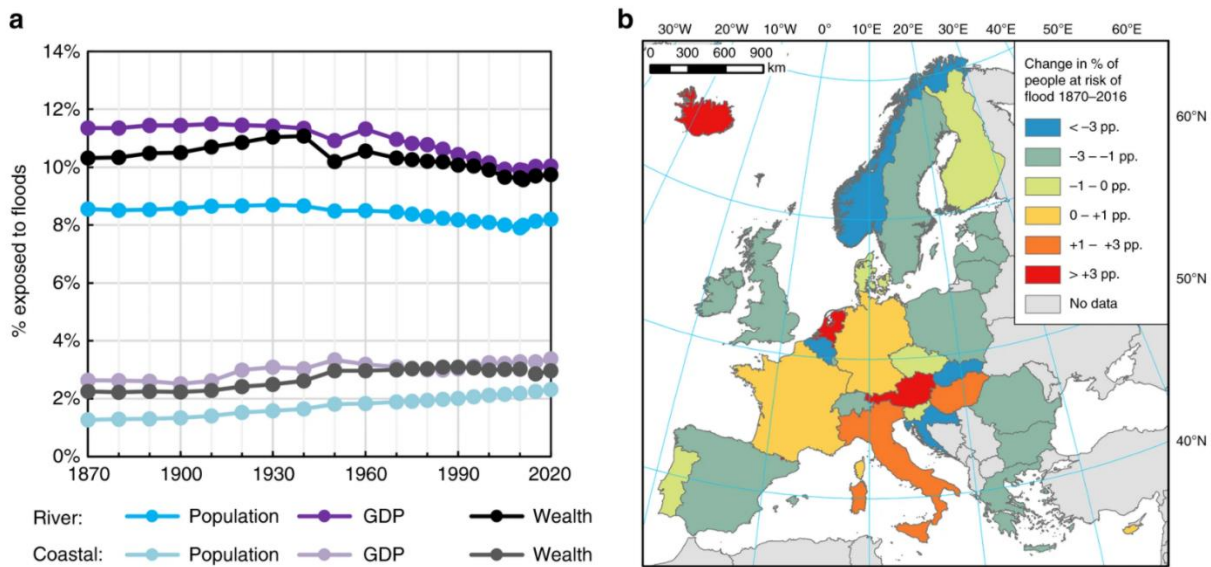 a
14%
12%
10%
8%
6%
4%
2%
0%
% exposed to floods
1870 1900 1930 1960 1990 2020
River: Population GDP Wealth
Coastal: Population GDP Wealth
b
30°W 20°W 10°W 0° 10°E 20°E 30°E 40°E 60°E
0 300 600 900
km
Change in % of
people at risk of
flood 1870–2016
< –3 pp.
–3 – –1 pp.
–1 – 0 pp.
0 – +1 pp.
+1 – +3 pp.
> +3 pp.
No data
60°N
50°N
40°N